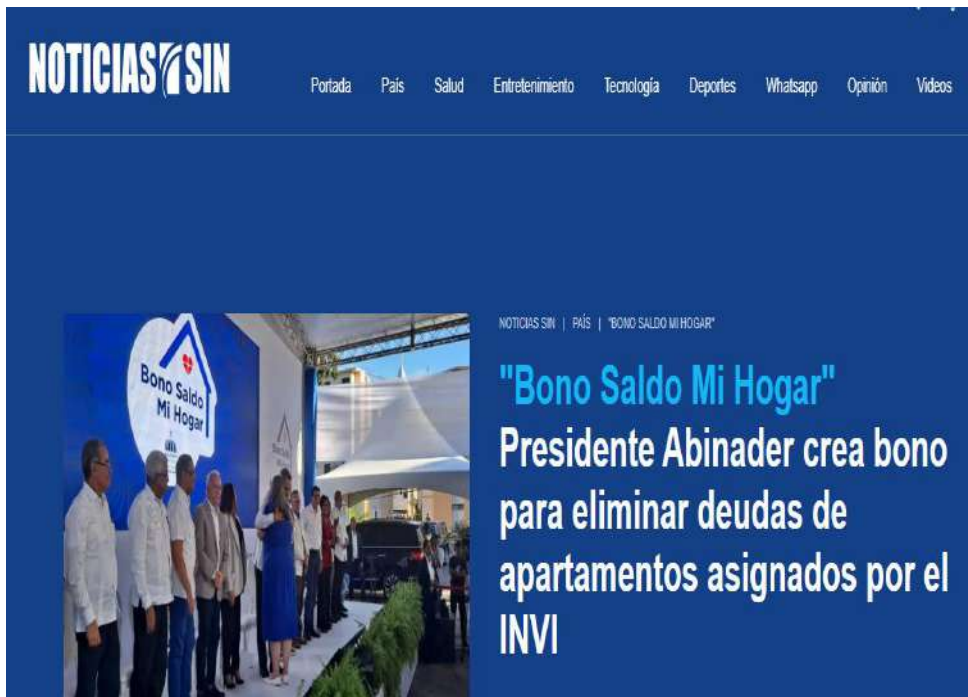 NOTICIAS SIN
Portada País Salud Entretenimiento Tecnología Deportes Whatsapp Opinión Videos
NOTICIAS SIN | PAÍS | "BONO SALDO MI HOGAR"
"Bono Saldo Mi Hogar"
Presidente Abinader crea bono
para eliminar deudas de
apartamentos asignados por el
INVI
Bono Saldo
Mi Hogar